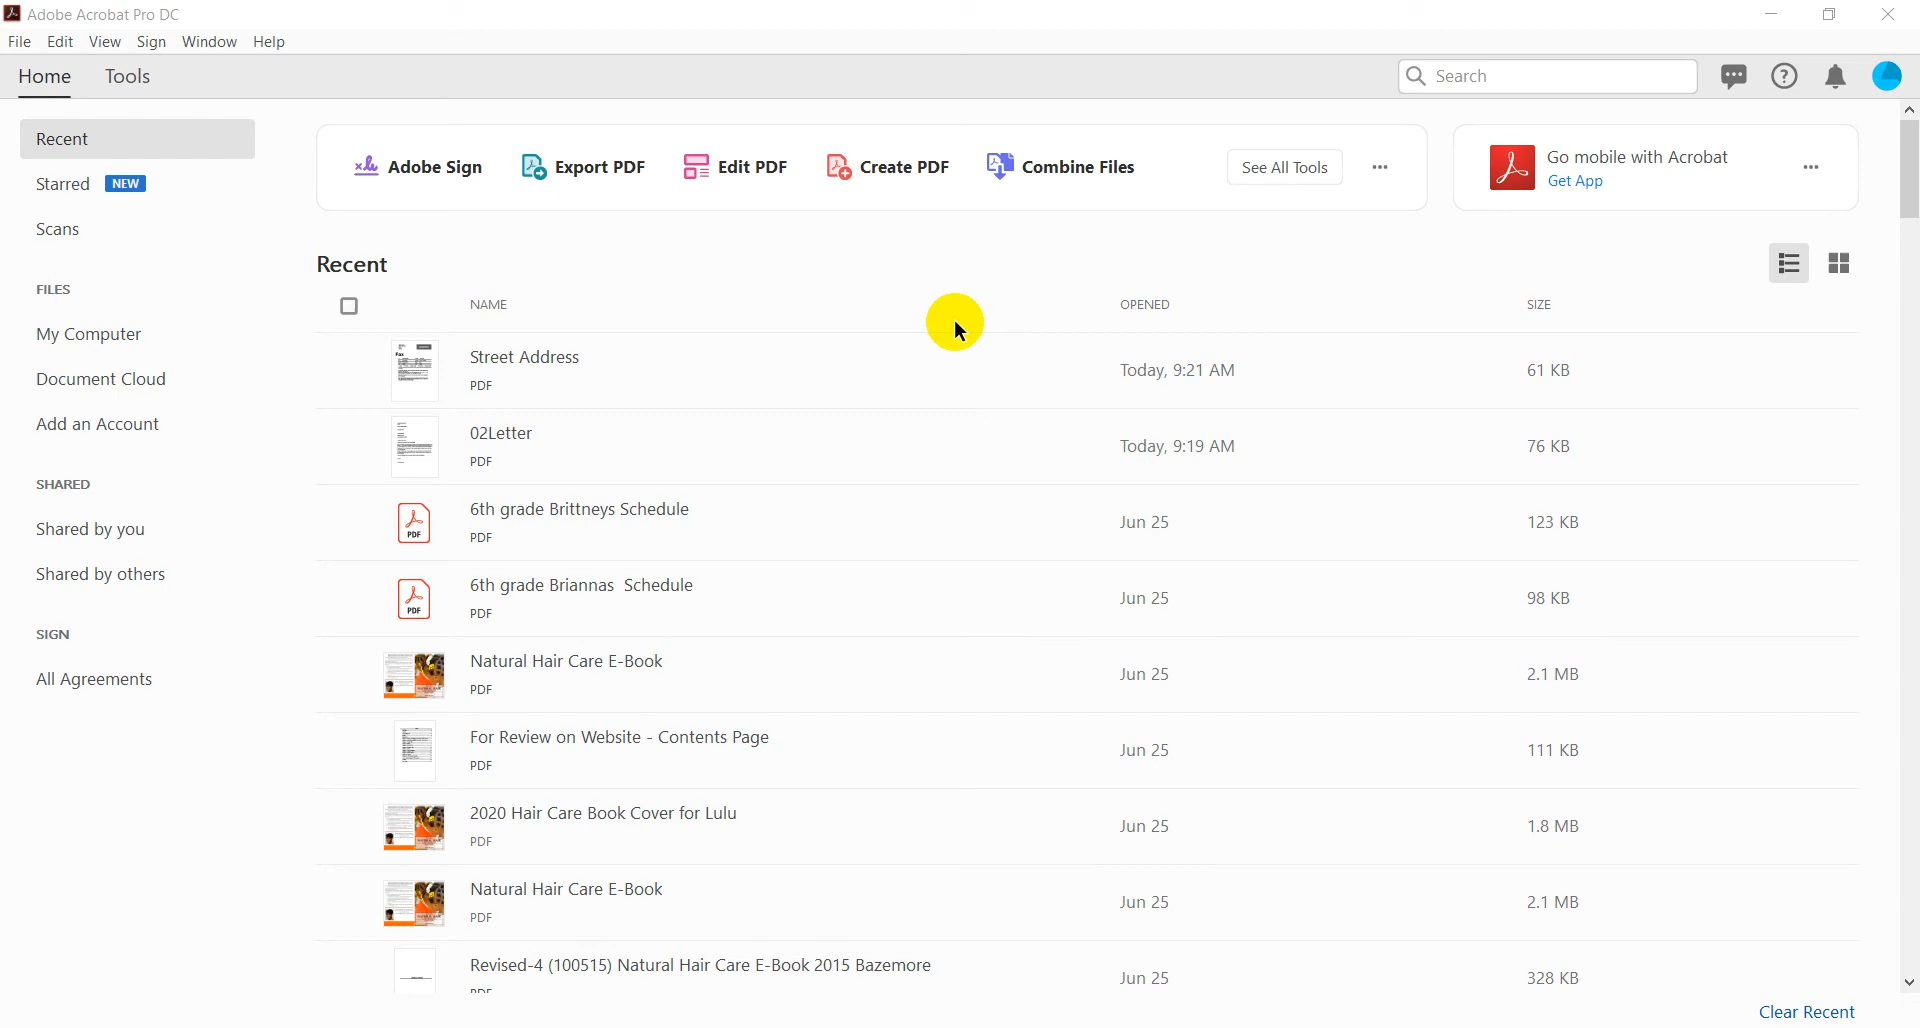 Adobe Acrobat Pro DC
File Edit View Sign Window Help
Home Tools
Search
Recent
Starred NEW
Scans
FILES
My Computer
Document Cloud
Add an Account
SHARED
Shared by you
Shared by others
SIGN
All Agreements
Adobe Sign Export PDF Edit PDF Create PDF Combine Files See All Tools
Go mobile with Acrobat
Get App
Recent
NAME OPENED SIZE
Street Address
PDF
Today, 9:21 AM 61 KB
02Letter
PDF
Today, 9:19 AM 76 KB
6th grade Brittneys Schedule
PDF
Jun 25 123 KB
6th grade Briannas  Schedule
PDF
Jun 25 98 KB
Natural Hair Care E-Book
PDF
Jun 25 2.1 MB
For Review on Website - Contents Page
PDF
Jun 25 111 KB
2020 Hair Care Book Cover for Lulu
PDF
Jun 25 1.8 MB
Natural Hair Care E-Book
PDF
Jun 25 2.1 MB
Revised-4 (100515) Natural Hair Care E-Book 2015 Bazemore
PDF
Jun 25 328 KB
Clear Recent